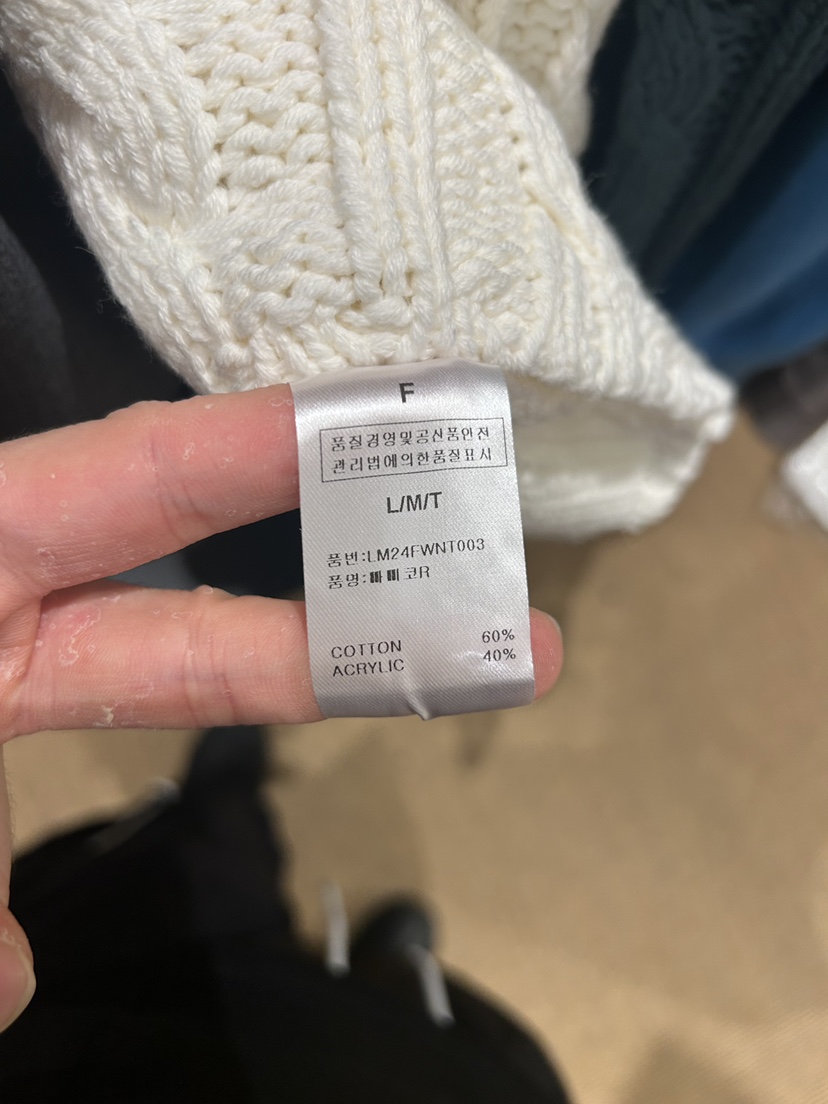 F
품질경영및공산품안전
관리법에의한품질표시
L/M/T
품번:LM24FWNT003
품명:
COTTON 60%
ACRYLIC 40%